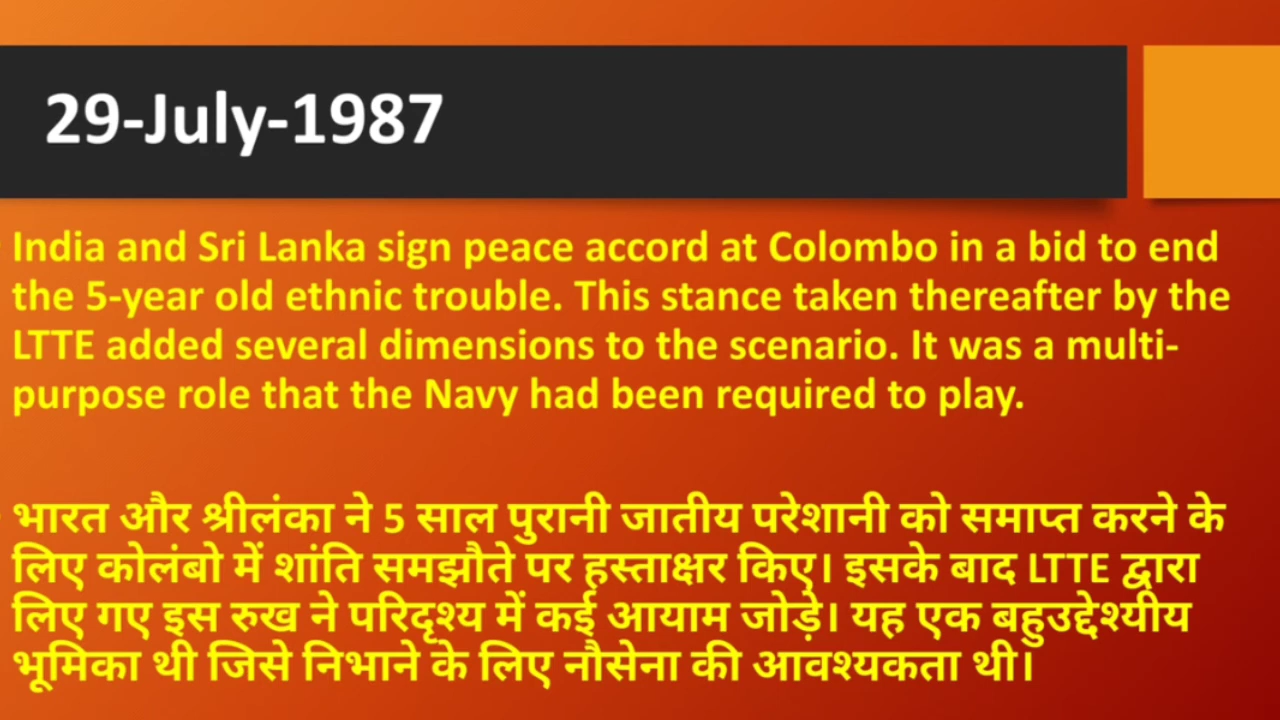 29-July-1987
India and Sri Lanka sign peace accord at Colombo in a bid to end
the 5-year old ethnic trouble. This stance taken thereafter by the
LTTE added several dimensions to the scenario. It was a multi-
purpose role that the Navy had been required to play.
भारत और श्रीलंका ने 5 साल पुरानी जातीय परेशानी को समाप्त करने के
लिए कोलंबो में शांति समझौते पर हस्ताक्षर किए। इसके बाद LTTE द्वारा
लिए गए इस रुख ने परिदृश्य में कई आयाम जोड़े। यह एक बहुउद्देश्यीय
भूमिका थी जिसे निभाने के लिए नौसेना की आवश्यकता थी।